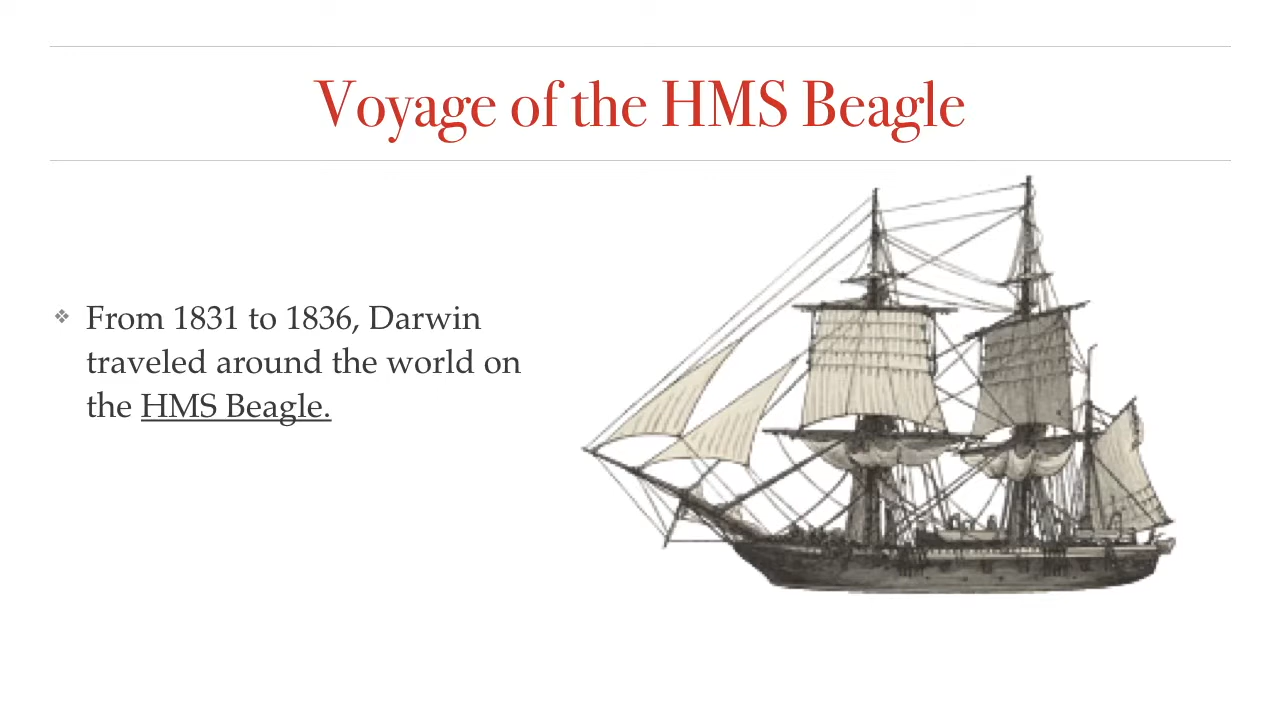 Voyage of the HMS Beagle
❖ From 1831 to 1836, Darwin
traveled around the world on
the HMS Beagle.